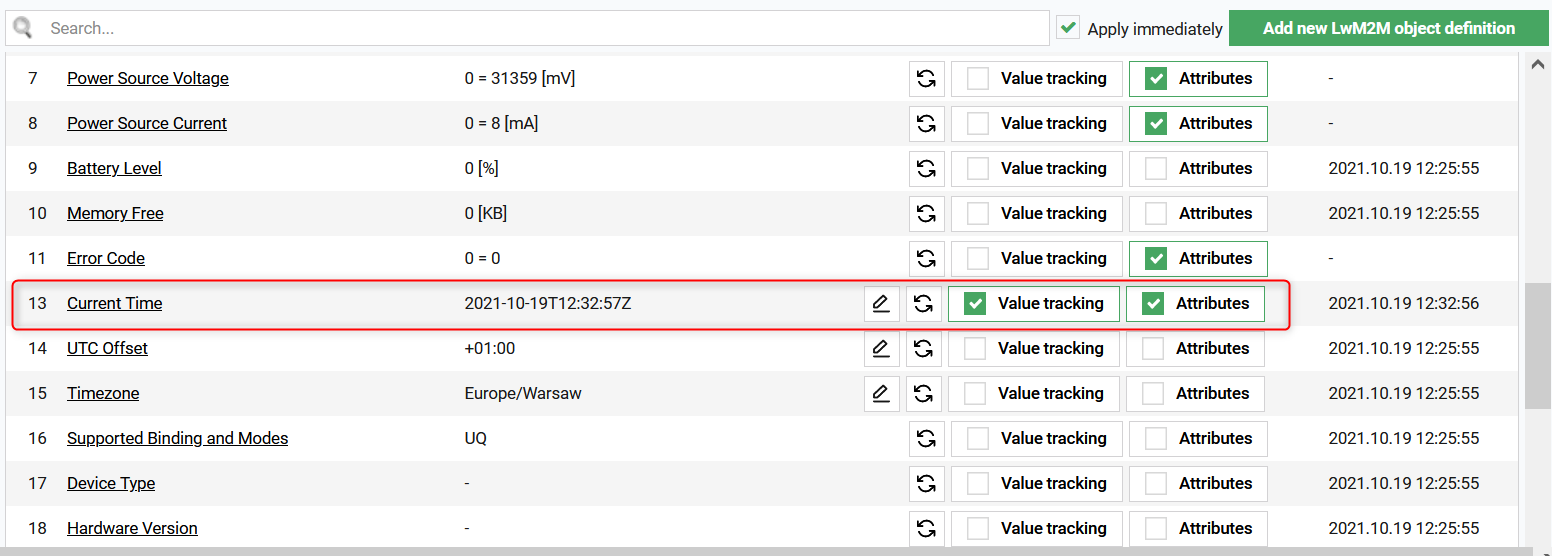 Search... Apply immediately Add new LwM2M object definition
7 Power Source Voltage 0 = 31359 [mV] Value tracking Attributes -
8 Power Source Current 0 = 8 [mA] Value tracking Attributes -
9 Battery Level 0 [%] Value tracking Attributes 2021.10.19 12:25:55
10 Memory Free 0 [KB] Value tracking Attributes 2021.10.19 12:25:55
11 Error Code 0 = 0 Value tracking Attributes -
13 Current Time 2021-10-19T12:32:57Z Value tracking Attributes 2021.10.19 12:32:56
14 UTC Offset +01:00 Value tracking Attributes 2021.10.19 12:25:55
15 Timezone Europe/Warsaw Value tracking Attributes 2021.10.19 12:25:55
16 Supported Binding and Modes UQ Value tracking Attributes 2021.10.19 12:25:55
17 Device Type - Value tracking Attributes 2021.10.19 12:25:55
18 Hardware Version - Value tracking Attributes 2021.10.19 12:25:55